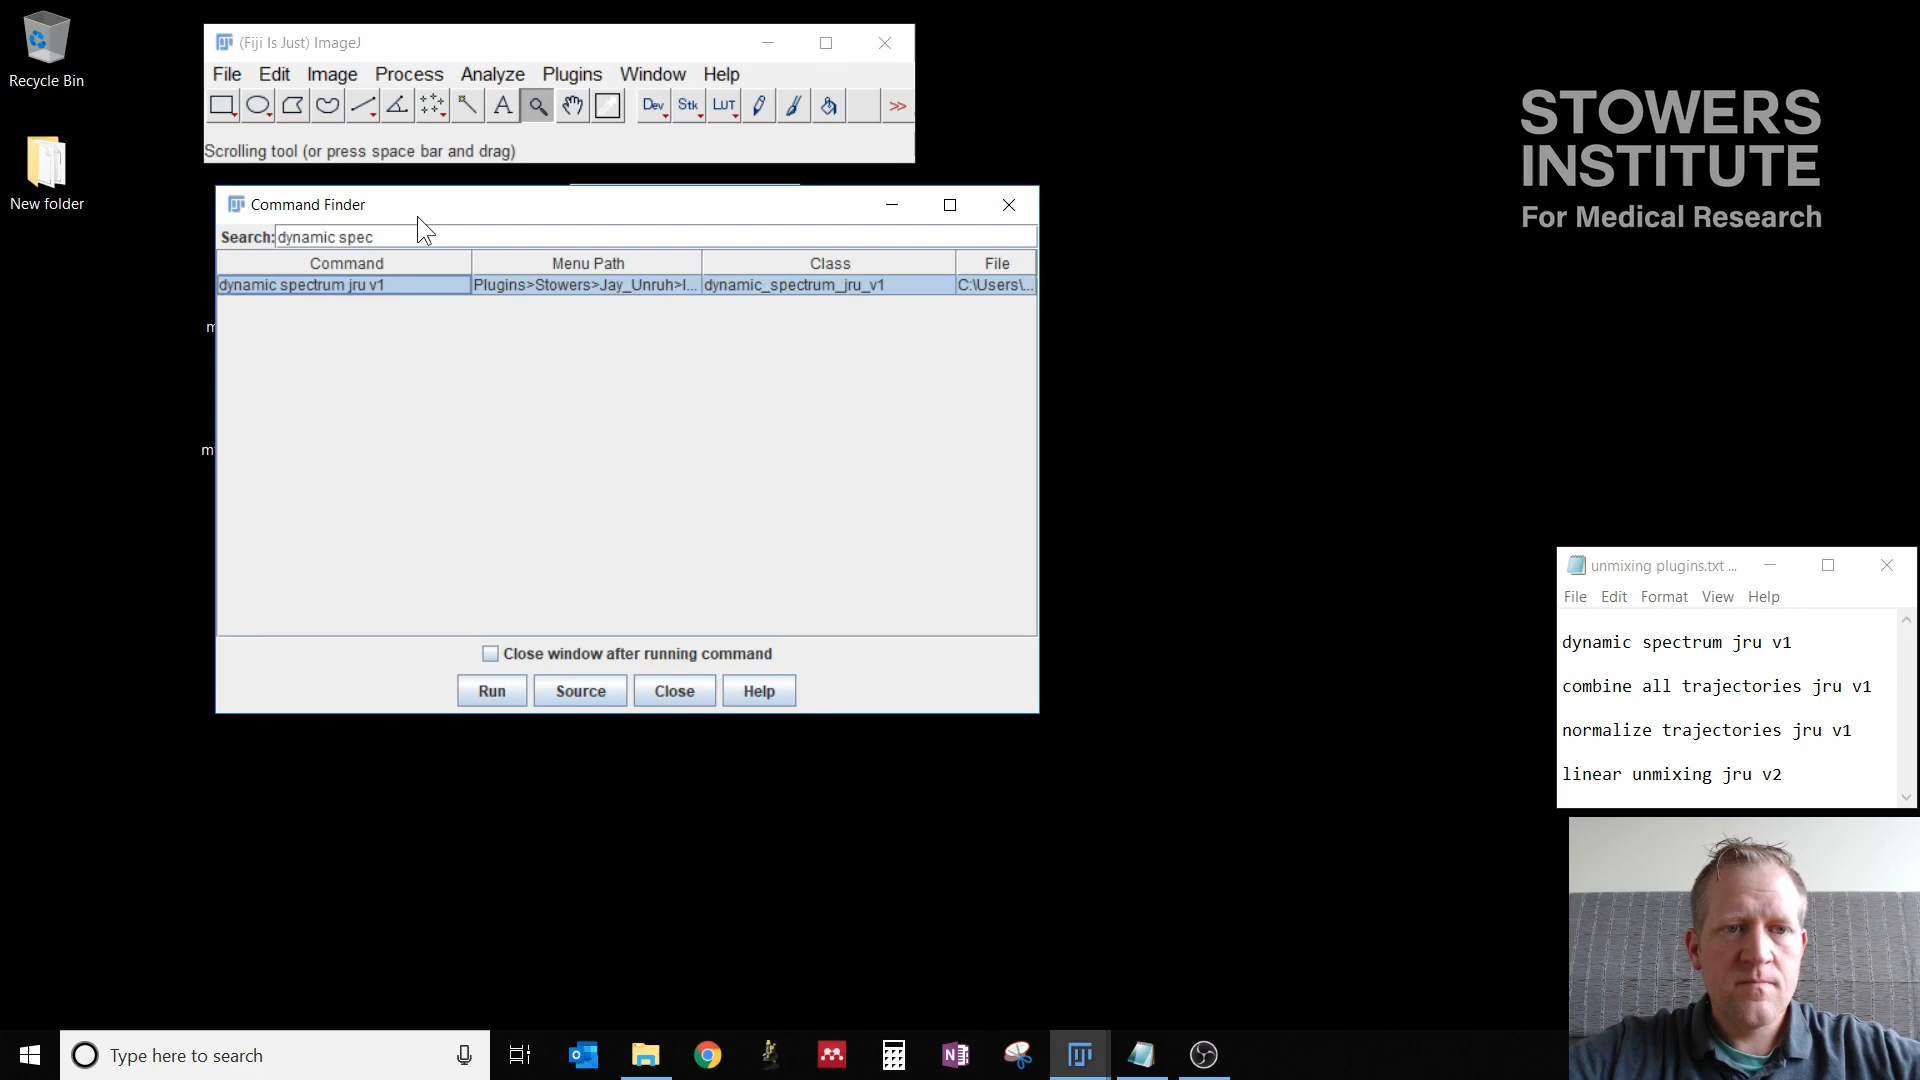 Recycle Bin
New folder
(Fiji Is Just) ImageJ
File Edit Image Process Analyze Plugins Window Help
A Dev Stk LUT >>
Scrolling tool (or press space bar and drag)
STOWERS
INSTITUTE
For Medical Research
Command Finder
Search: dynamic spec
Command Menu Path Class File
dynamic spectrum jru v1 Plugins>Stowers>Jay_Unruh>I... dynamic_spectrum_jru_v1 C:\Users\...
Close window after running command
Run Source Close Help
unmixing plugins.txt ...
File Edit Format View Help
dynamic spectrum jru v1
combine all trajectories jru v1
normalize trajectories jru v1
linear unmixing jru v2
Type here to search